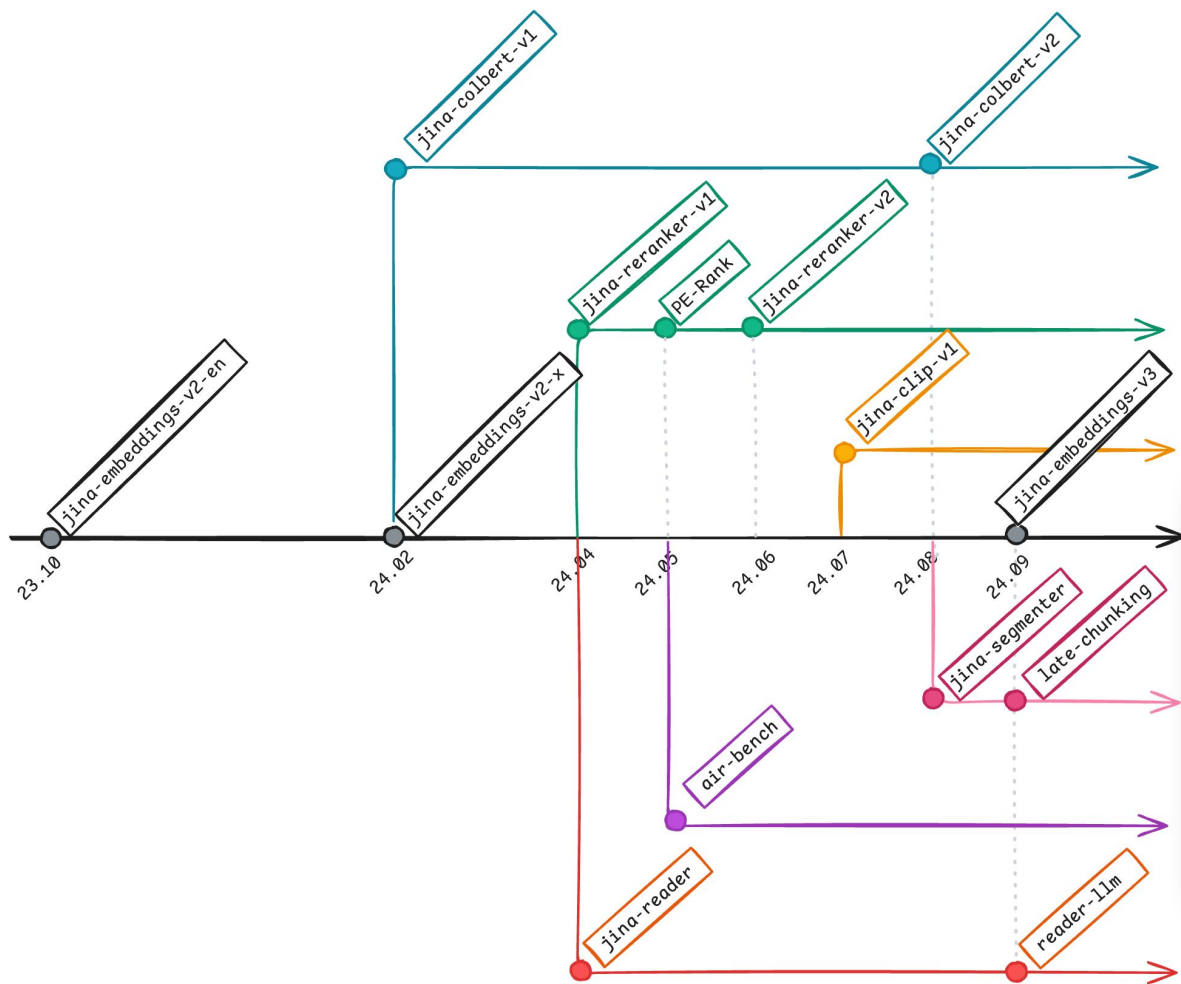 jina-colbert-v1
jina-colbert-v2
jina-reranker-v1
PE-Rank
jina-reranker-v2
jina-clip-v1
jina-embeddings-v2-en
jina-embeddings-v2-x
jina-embeddings-v3
23.10
24.02
24.04
24.05
24.06
24.07
24.08
24.09
jina-segmenter
late-chunking
air-bench
jina-reader
reader-llm